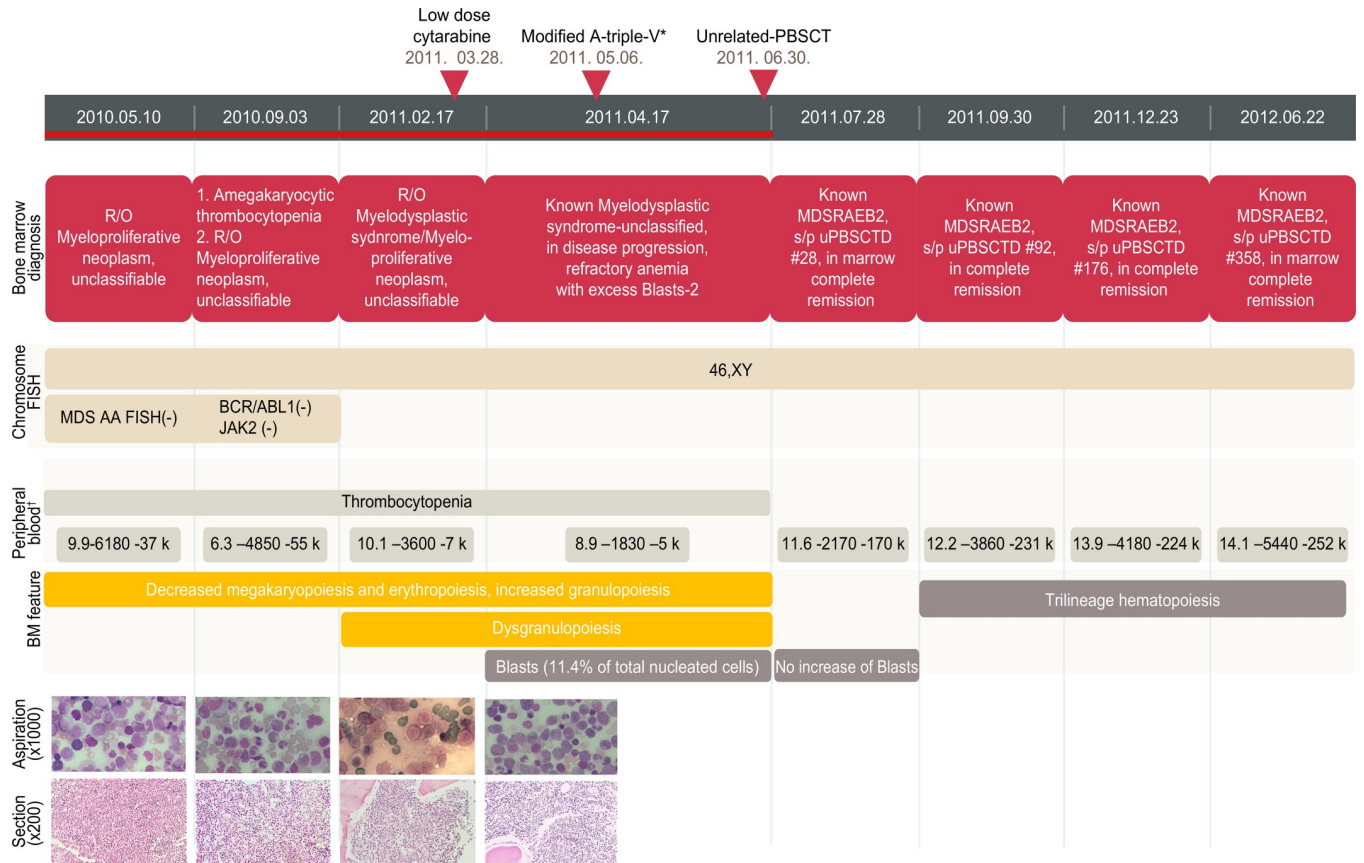 Low dose
cytarabine
2011. 03.28.
Modified A-triple-V*
2011. 05.06.
Unrelated-PBSCT
2011. 06.30.
2010.05.10
2010.09.03
2011.02.17
2011.04.17
2011.07.28
2011.09.30
2011.12.23
2012.06.22
Bone marrow
diagnosis
R/O
Myeloproliferative
neoplasm,
unclassifiable
1. Amegakaryocytic
thrombocytopenia
2. R/O
Myeloproliferative
neoplasm,
unclassifiable
R/O
Myelodysplastic
sydnrome/Myelo-
proliferative
neoplasm,
unclassifiable
Known Myelodysplastic
syndrome-unclassified,
in disease progression,
refractory anemia
with excess Blasts-2
Known
MDSRAEB2,
s/p uPBSCTD
#28, in marrow
complete
remission
Known
MDSRAEB2,
s/p uPBSCTD #92,
in complete
remission
Known
MDSRAEB2,
s/p uPBSCTD
#176, in complete
remission
Known
MDSRAEB2,
s/p uPBSCTD
#358, in marrow
complete
remission
Chromosome
FISH
46,XY
MDS AA FISH(-)
BCR/ABL1(-)
JAK2 (-)
Peripheral
blood†
Thrombocytopenia
9.9-6180 -37 k
6.3 –4850 -55 k
10.1 –3600 -7 k
8.9 –1830 –5 k
11.6 -2170 -170 k
12.2 –3860 -231 k
13.9 –4180 -224 k
14.1 –5440 -252 k
BM feature
Decreased megakaryopoiesis and erythropoiesis, increased granulopoiesis
Trilineage hematopoiesis
Dysgranulopoiesis
Blasts (11.4% of total nucleated cells)
No increase of Blasts
Aspiration
(x1000)
Section
(x200)